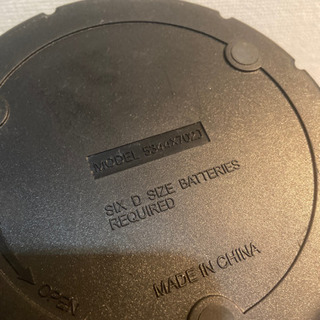 MODEL
SIX D SIZE BATTERIES
REQUIRED
MADE IN CHINA
OPEN